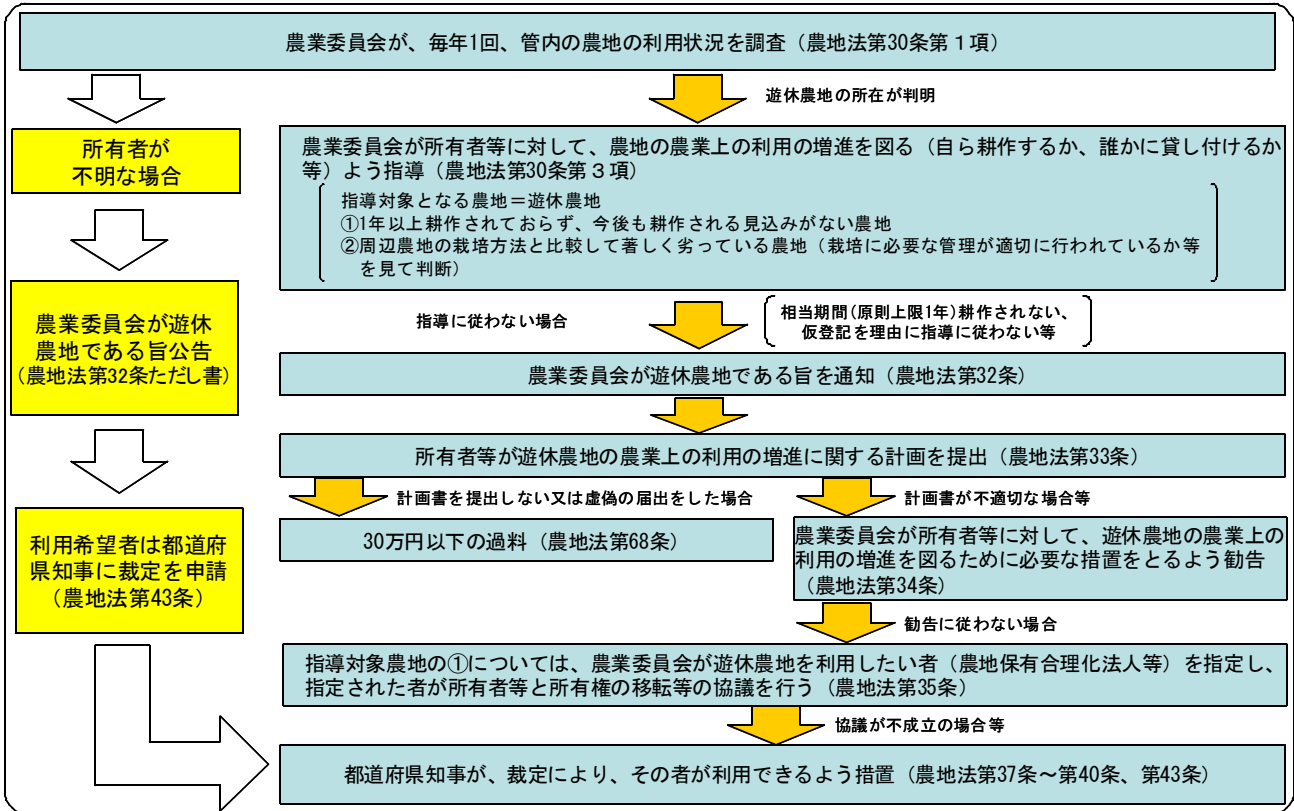 農業委員会が、毎年1回、管内の農地の利用状況を調査（農地法第30条第１項）
遊休農地の所在が判明
所有者が
不明な場合
農業委員会が所有者等に対して、農地の農業上の利用の増進を図る（自ら耕作するか、誰かに貸し付けるか
等）よう指導（農地法第30条第３項）
指導対象となる農地＝遊休農地
①1年以上耕作されておらず、今後も耕作される見込みがない農地
②周辺農地の栽培方法と比較して著しく劣っている農地（栽培に必要な管理が適切に行われているか等
を見て判断）
農業委員会が遊休
農地である旨公告
（農地法第32条ただし書）
指導に従わない場合
相当期間（原則上限1年）耕作されない、
仮登記を理由に指導に従わない等
農業委員会が遊休農地である旨を通知（農地法第32条）
所有者等が遊休農地の農業上の利用の増進に関する計画を提出（農地法第33条）
計画書を提出しない又は虚偽の届出をした場合
計画書が不適切な場合等
利用希望者は都道府
県知事に裁定を申請
（農地法第43条）
30万円以下の過料（農地法第68条）
農業委員会が所有者等に対して、遊休農地の農業上の
利用の増進を図るために必要な措置をとるよう勧告
（農地法第34条）
勧告に従わない場合
指導対象農地の①については、農業委員会が遊休農地を利用したい者（農地保有合理化法人等）を指定し、
指定された者が所有者等と所有権の移転等の協議を行う（農地法第35条）
協議が不成立の場合等
都道府県知事が、裁定により、その者が利用できるよう措置（農地法第37条～第40条、第43条）